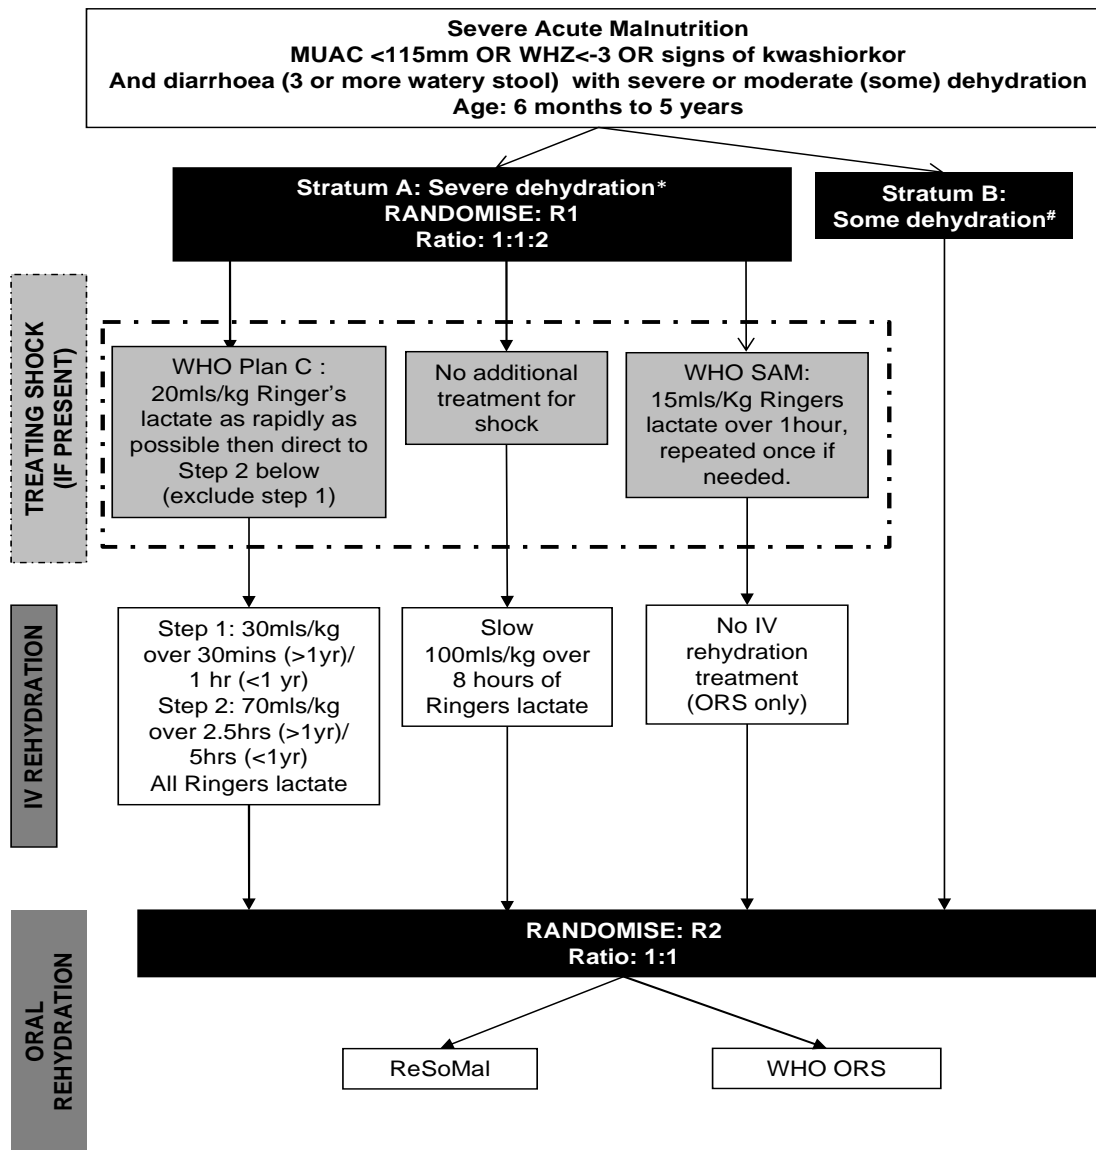 Severe Acute Malnutrition
MUAC <115mm OR WHZ<-3 OR signs of kwashiorkor
And diarrhoea (3 or more watery stool) with severe or moderate (some) dehydration
Age: 6 months to 5 years
Stratum A: Severe dehydration*
RANDOMISE: R1
Ratio: 1:1:2
Stratum B:
Some dehydration#
TREATING SHOCK
(IF PRESENT)
WHO Plan C :
20mls/kg Ringer's
lactate as rapidly as
possible then direct to
Step 2 below
(exclude step 1)
No additional
treatment for
shock
WHO SAM:
15mls/Kg Ringers
lactate over 1hour,
repeated once if
needed.
IV REHYDRATION
Step 1: 30mls/kg
over 30mins (>1yr)/
1 hr (<1 yr)
Step 2: 70mls/kg
over 2.5hrs (>1yr)/
5hrs (<1yr)
All Ringers lactate
Slow
100mls/kg over
8 hours of
Ringers lactate
No IV
rehydration
treatment
(ORS only)
ORAL
REHYDRATION
RANDOMISE: R2
Ratio: 1:1
ReSoMal
WHO ORS